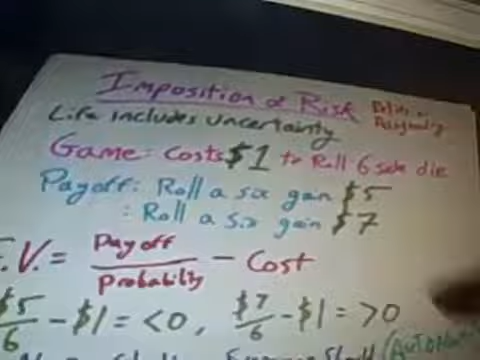 Imposition of Risk
Life includes uncertainty
Game: Costs $1 to Roll 6 side die
Payoff: Roll a six gain $5
: Roll a six gain $7
E.V. = Payoff / Probability - Cost
$5/6 - $1 = <0, $7/6 - $1 = >0